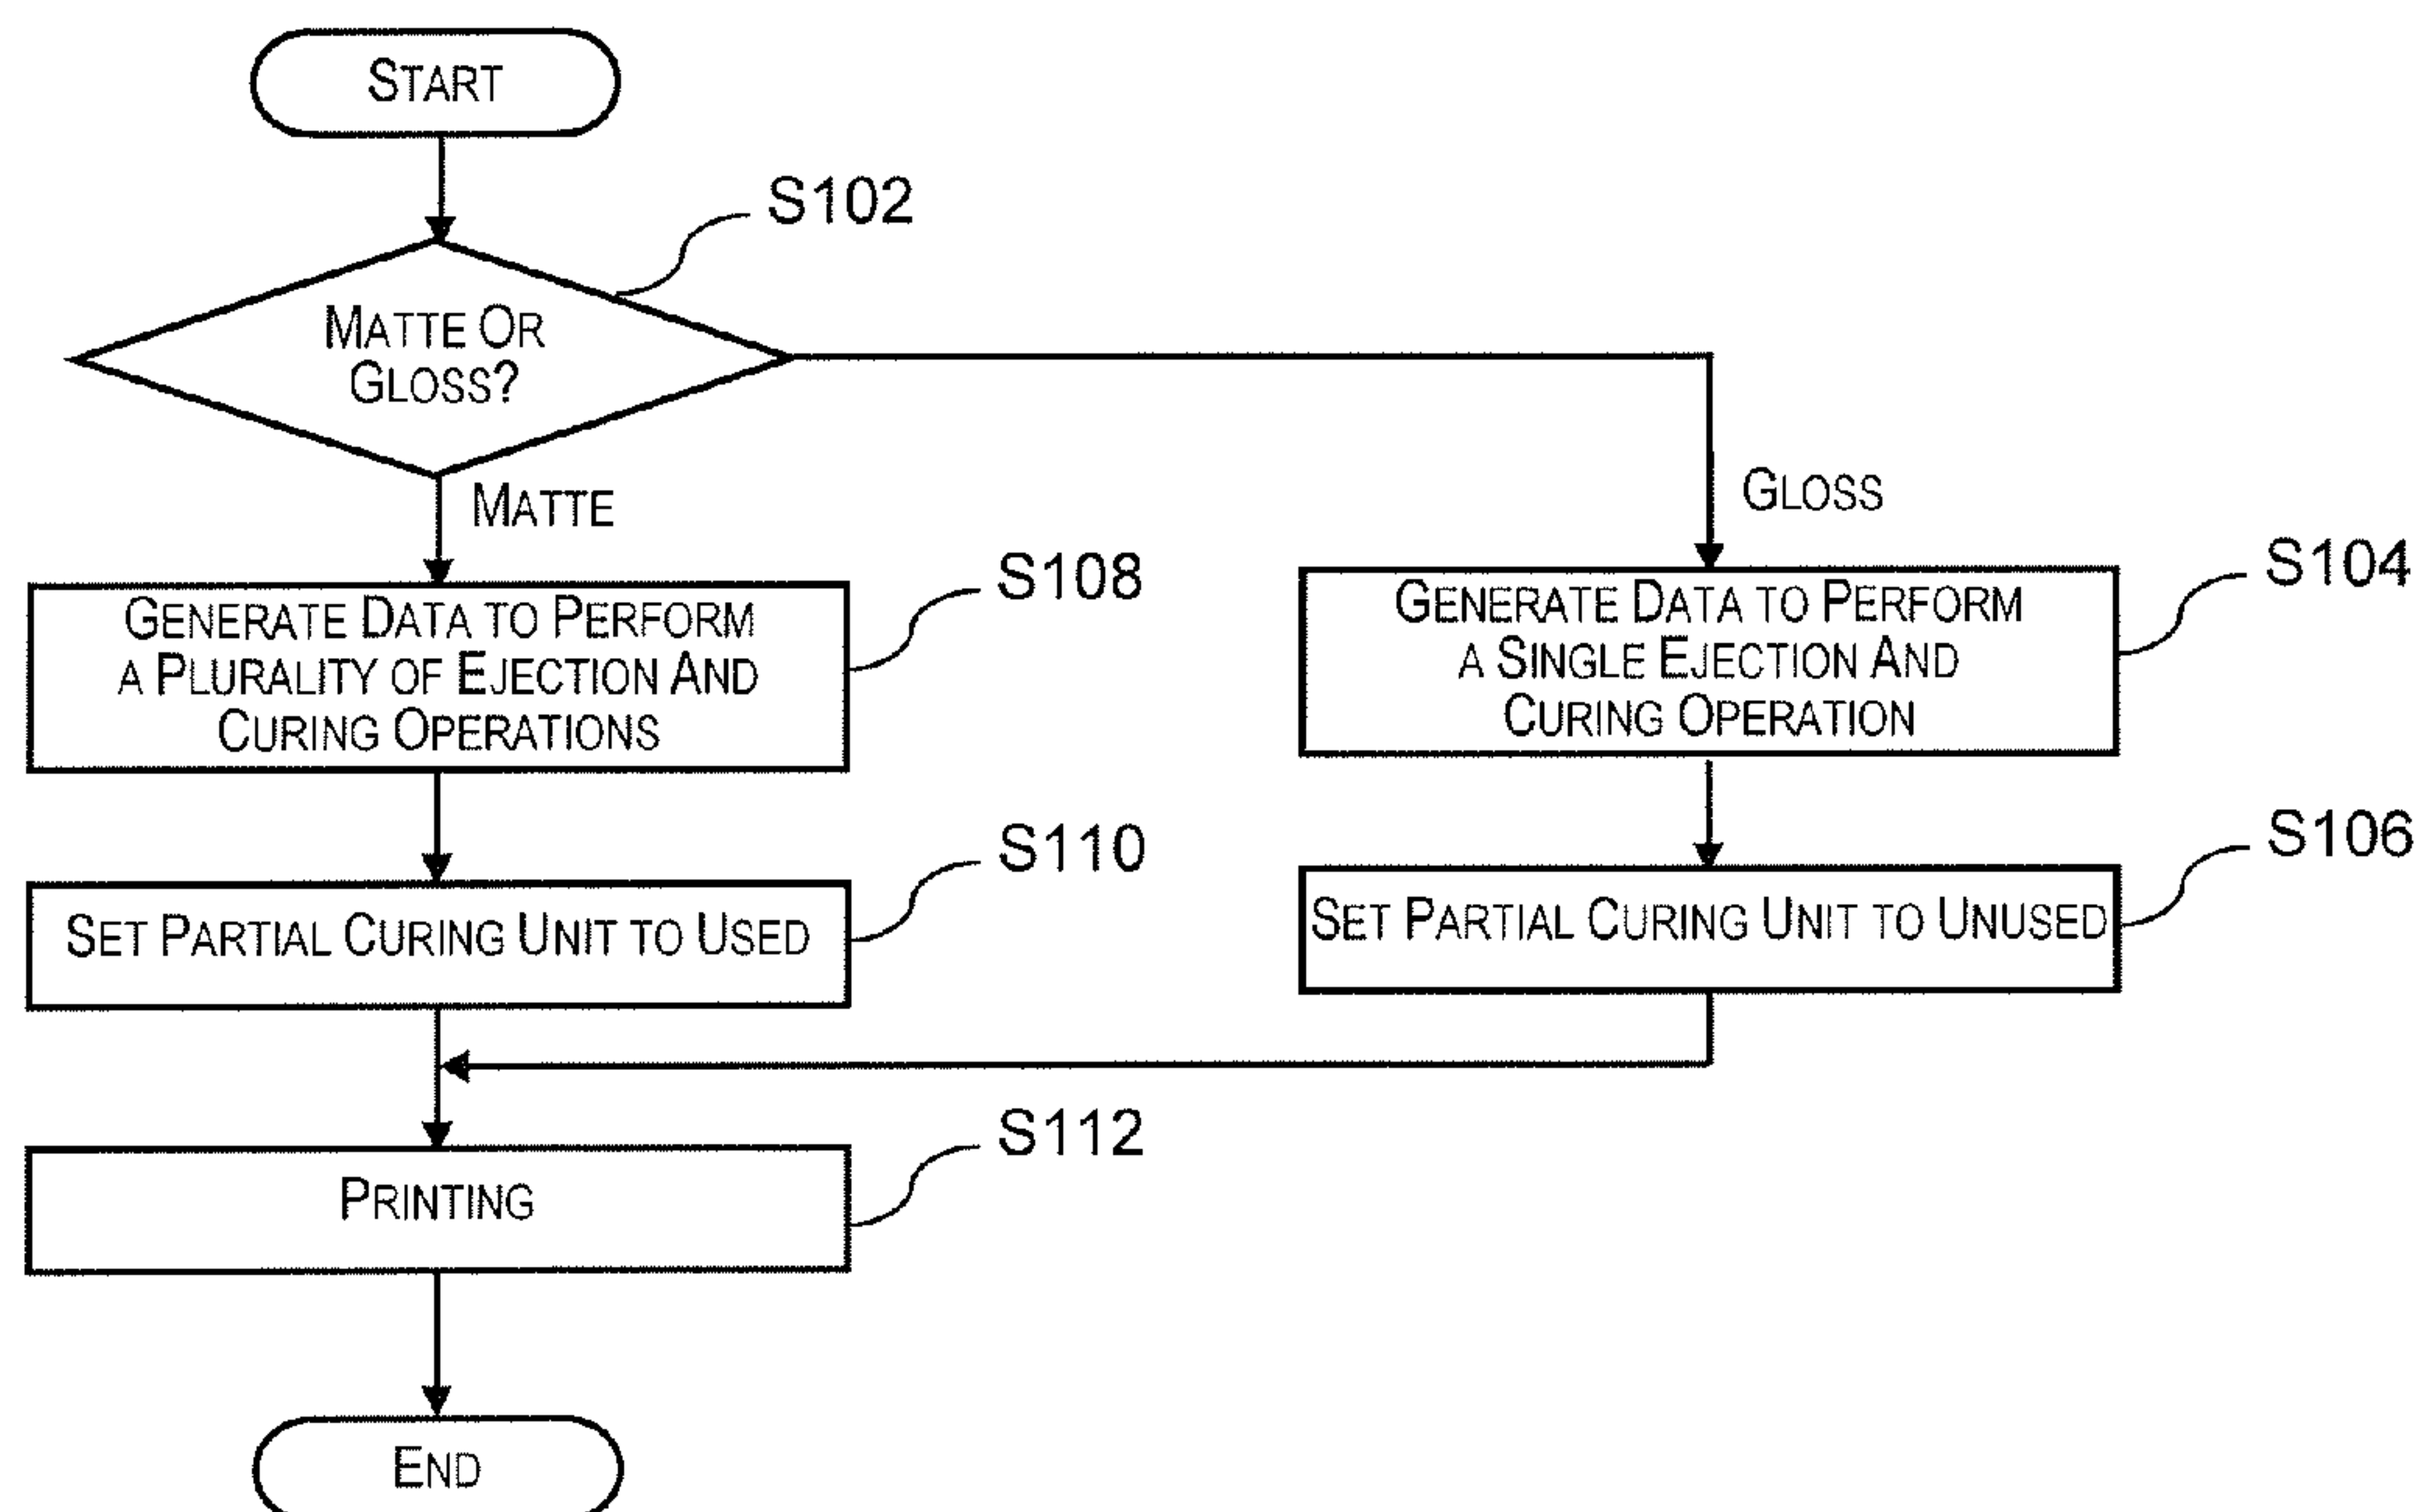 START
S102
MATTE OR
GLOSS?
MATTE
GLOSS
S108
GENERATE DATA TO PERFORM
A PLURALITY OF EJECTION AND
CURING OPERATIONS
S104
GENERATE DATA TO PERFORM
A SINGLE EJECTION AND
CURING OPERATION
S110
SET PARTIAL CURING UNIT TO USED
S106
SET PARTIAL CURING UNIT TO UNUSED
S112
PRINTING
END